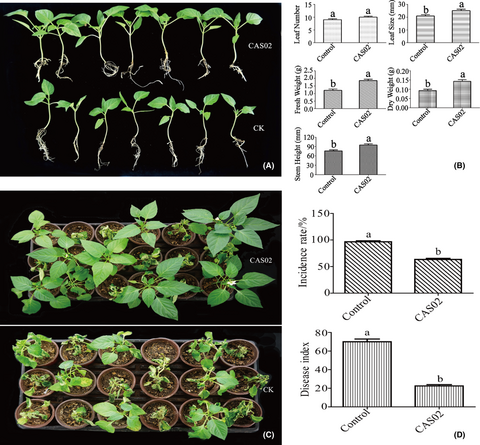 CAS02
CK
(A)
Leaf Number
15
10
5
0
a
a
Control
CAS02
Leaf Size (mm)
30
20
10
0
b
a
Control
CAS02
Fresh Weight (g)
2.5
2.0
1.5
1.0
0.5
0.0
b
a
Control
CAS02
Dry Weight (g)
0.20
0.15
0.10
0.05
0.00
b
a
Control
CAS02
Stem Height (mm)
150
100
50
0
b
a
Control
CAS02
(B)
CAS02
CK
(C)
Incidence rate/%
150
100
50
0
a
b
Control
CAS02
Disease index
80
60
40
20
0
a
b
Control
CAS02
(D)